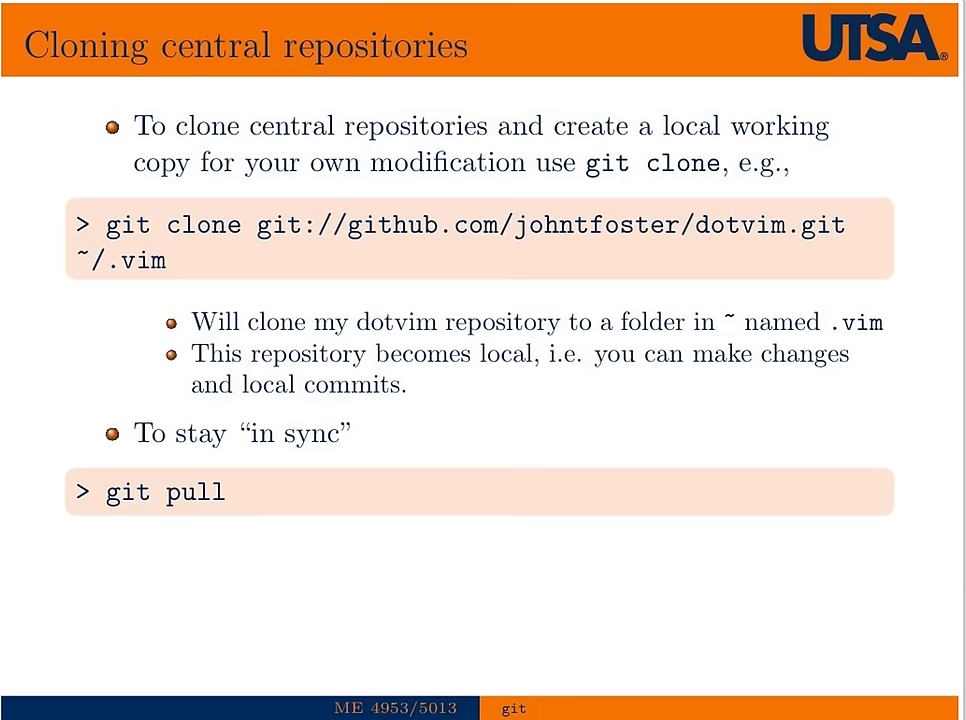 Cloning central repositories
UTSA®
To clone central repositories and create a local working
copy for your own modification use git clone, e.g.,
> git clone git://github.com/johntfoster/dotvim.git
~/.vim
Will clone my dotvim repository to a folder in ~ named .vim
This repository becomes local, i.e. you can make changes
and local commits.
To stay “in sync”
> git pull
ME 4953/5013
git